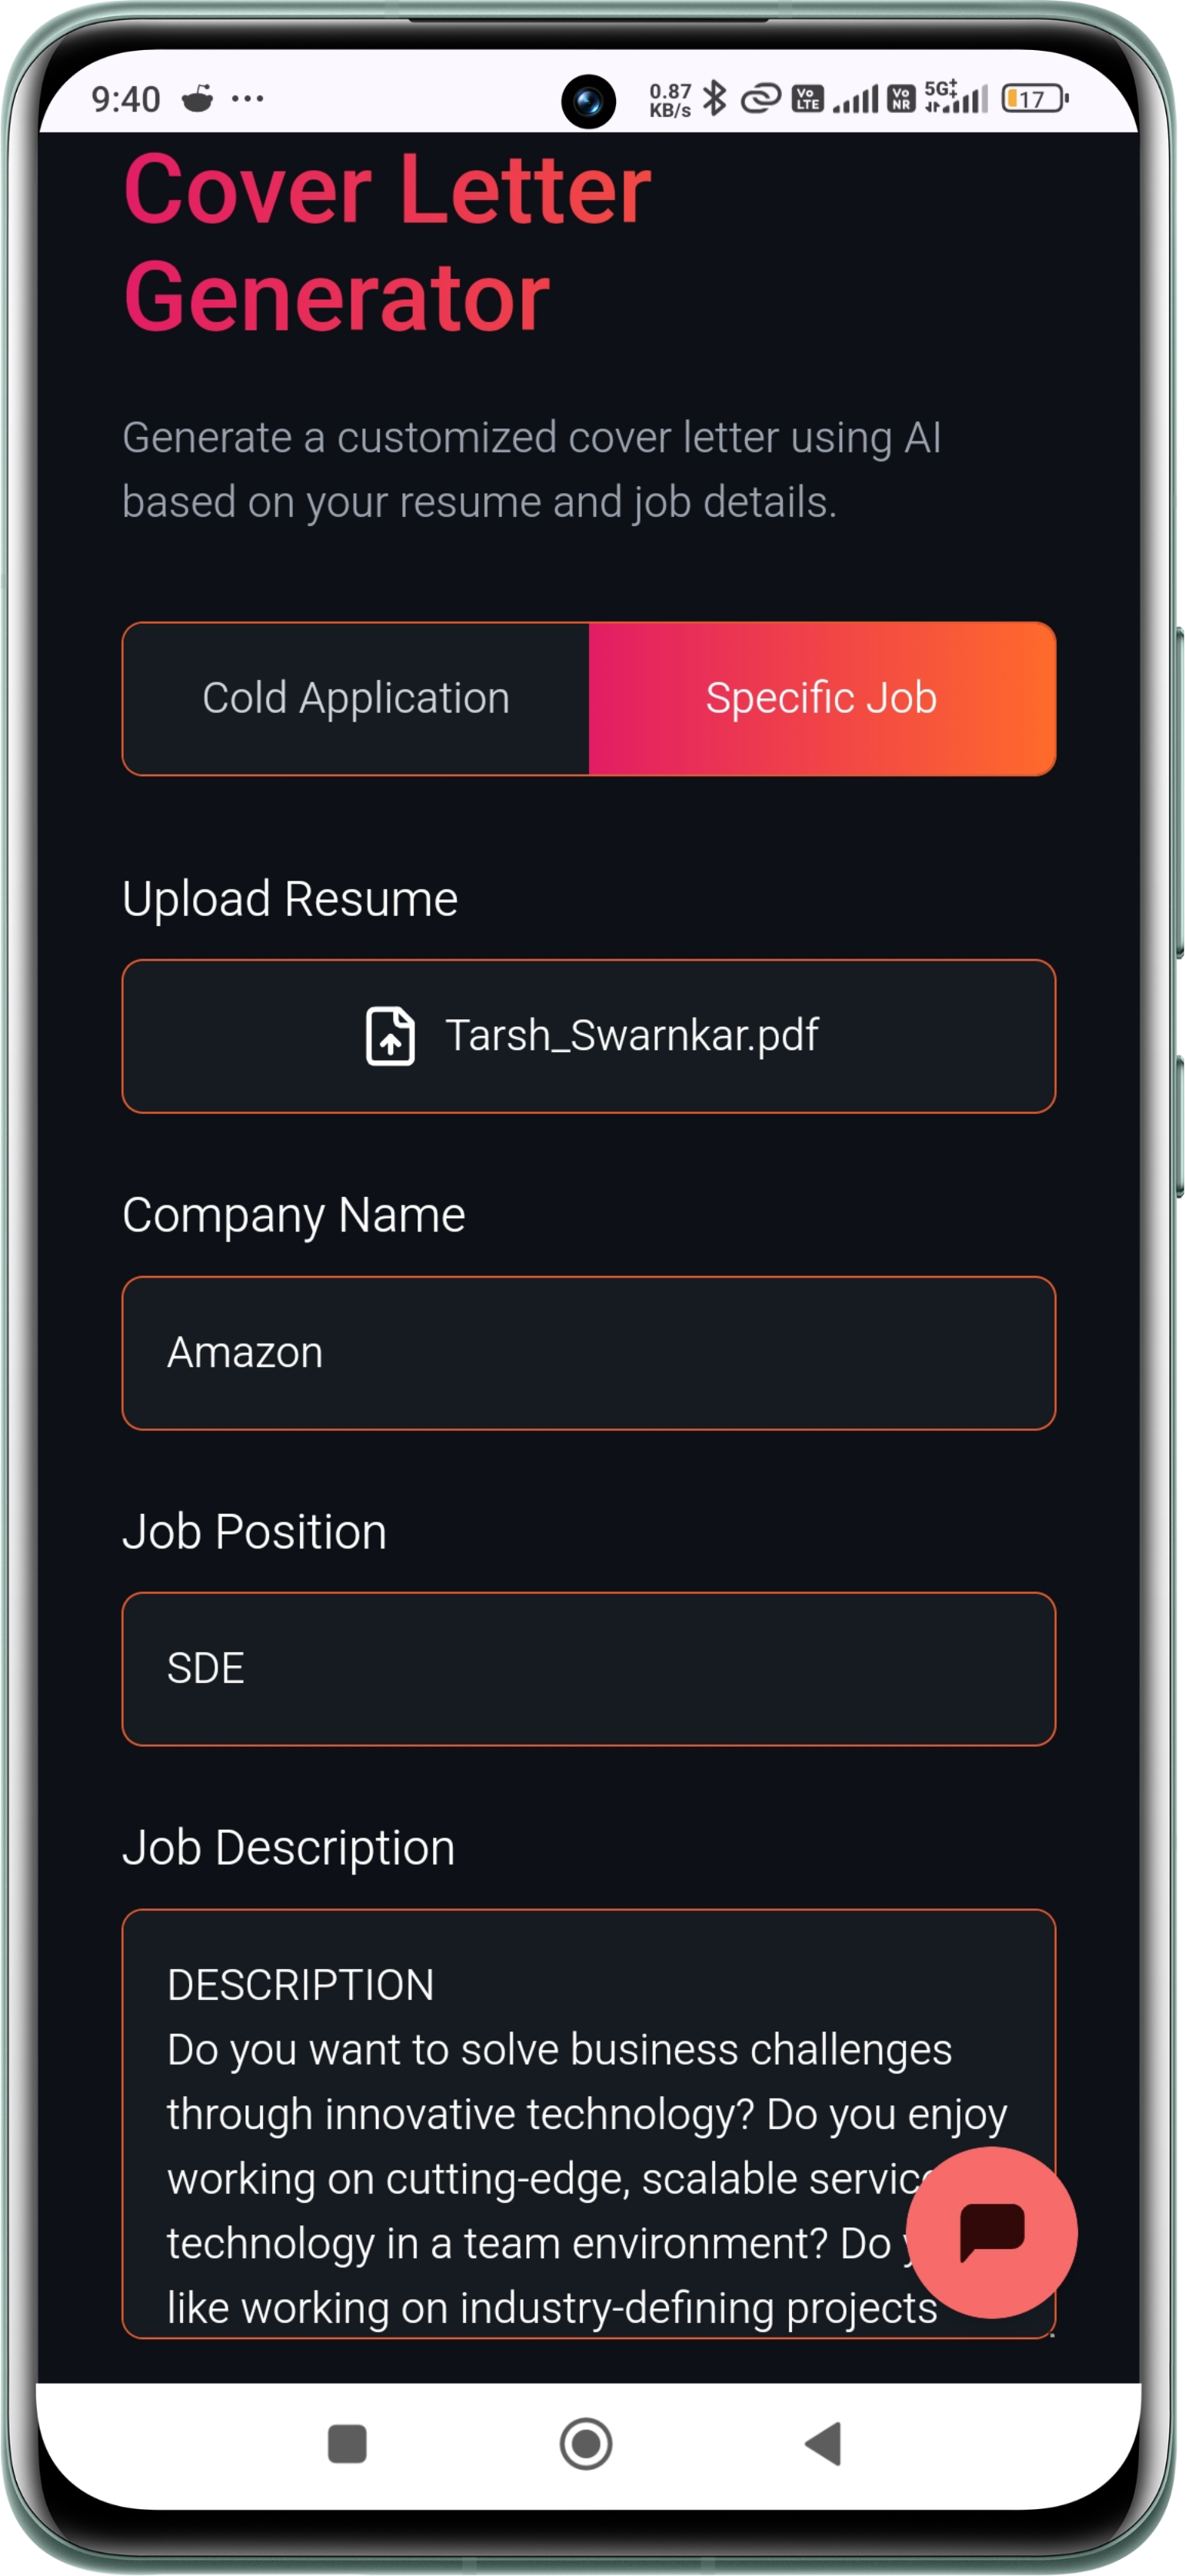 9:40
0.87
KB/s
Vo
LTE
Vo
NR
5G+
17
Cover Letter
Generator
Generate a customized cover letter using AI
based on your resume and job details.
Cold Application
Specific Job
Upload Resume
Tarsh_Swarnkar.pdf
Company Name
Amazon
Job Position
SDE
Job Description
DESCRIPTION
Do you want to solve business challenges
through innovative technology? Do you enjoy
working on cutting-edge, scalable
technology in a team environment? Do
like working on industry-defining projects